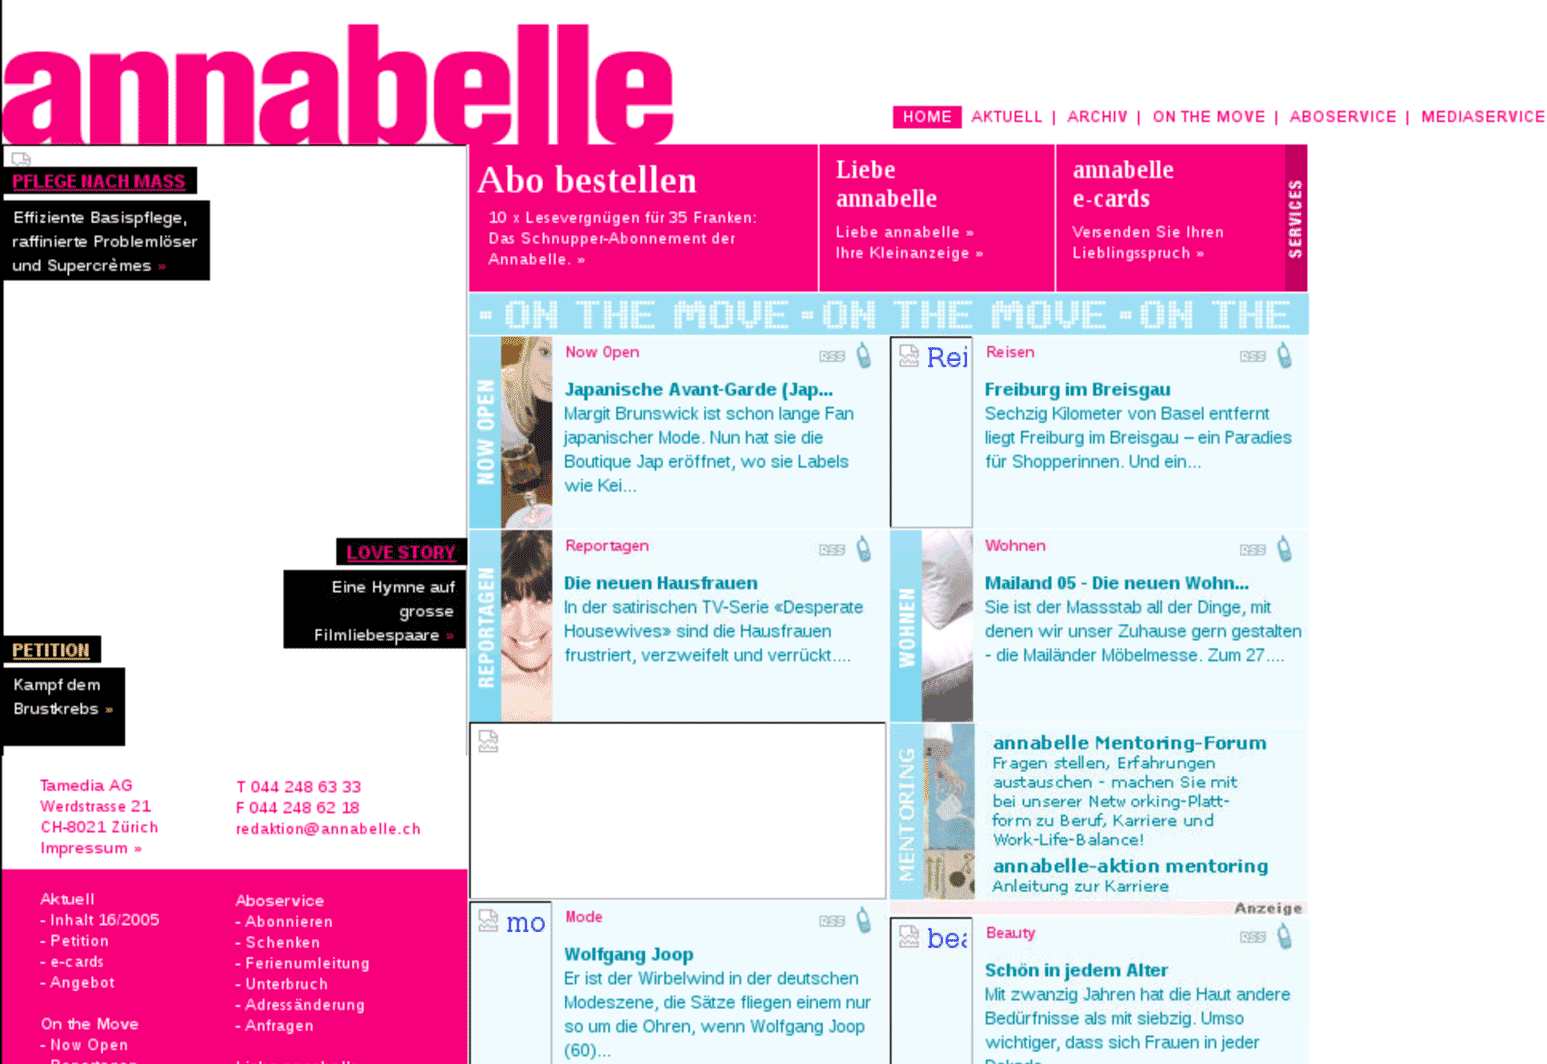 annabelle
HOME AKTUELL | ARCHIV | ON THE MOVE | ABOSERVICE | MEDIASERVICE
PFLEGE NACH MASS
Effiziente Basispflege,
raffinierte Problemlöser
und Supercrèmes »
LOVE STORY
Eine Hymne auf
grosse
Filmliebespaare »
PETITION
Kampf dem
Brustkrebs »
Tamedia AG
Werdstrasse 21
CH-8021 Zürich
Impressum »
T 044 248 63 33
F 044 248 62 18
redaktion@annabelle.ch
Aktuell
- Inhalt 16/2005
- Petition
- e-cards
- Angebot
On the Move
- Now Open
- Reportagen
Aboservice
- Abonnieren
- Schenken
- Ferienumleitung
- Unterbruch
- Adressänderung
- Anfragen
Abo bestellen
10 x Lesevergnügen für 35 Franken:
Das Schnupper-Abonnement der
Annabelle. »
Liebe
annabelle
Liebe annabelle »
Ihre Kleinanzeige »
annabelle
e-cards
Versenden Sie Ihren
Lieblingsspruch »
SERVICES
- ON THE MOVE - ON THE MOVE - ON THE
NOW OPEN
Now Open
RSS
Japanische Avant-Garde (Jap...
Margit Brunswick ist schon lange Fan
japanischer Mode. Nun hat sie die
Boutique Jap eröffnet, wo sie Labels
wie Kei...
Rei
Reisen
RSS
Freiburg im Breisgau
Sechzig Kilometer von Basel entfernt
liegt Freiburg im Breisgau – ein Paradies
für Shopperinnen. Und ein...
REPORTAGEN
Reportagen
RSS
Die neuen Hausfrauen
In der satirischen TV-Serie «Desperate
Housewives» sind die Hausfrauen
frustriert, verzweifelt und verrückt....
WOHNEN
Wohnen
RSS
Mailand 05 - Die neuen Wohn...
Sie ist der Massstab all der Dinge, mit
denen wir unser Zuhause gern gestalten
- die Mailänder Möbelmesse. Zum 27....
MENTORING
annabelle Mentoring-Forum
Fragen stellen, Erfahrungen
austauschen - machen Sie mit
bei unserer Netw orking-Platt-
form zu Beruf, Karriere und
Work-Life-Balance!
annabelle-aktion mentoring
Anleitung zur Karriere
Anzeige
mo
Mode
RSS
Wolfgang Joop
Er ist der Wirbelwind in der deutschen
Modeszene, die Sätze fliegen einem nur
so um die Ohren, wenn Wolfgang Joop
(60)...
bea
Beauty
RSS
Schön in jedem Alter
Mit zwanzig Jahren hat die Haut andere
Bedürfnisse als mit siebzig. Umso
wichtiger, dass sich Frauen in jeder